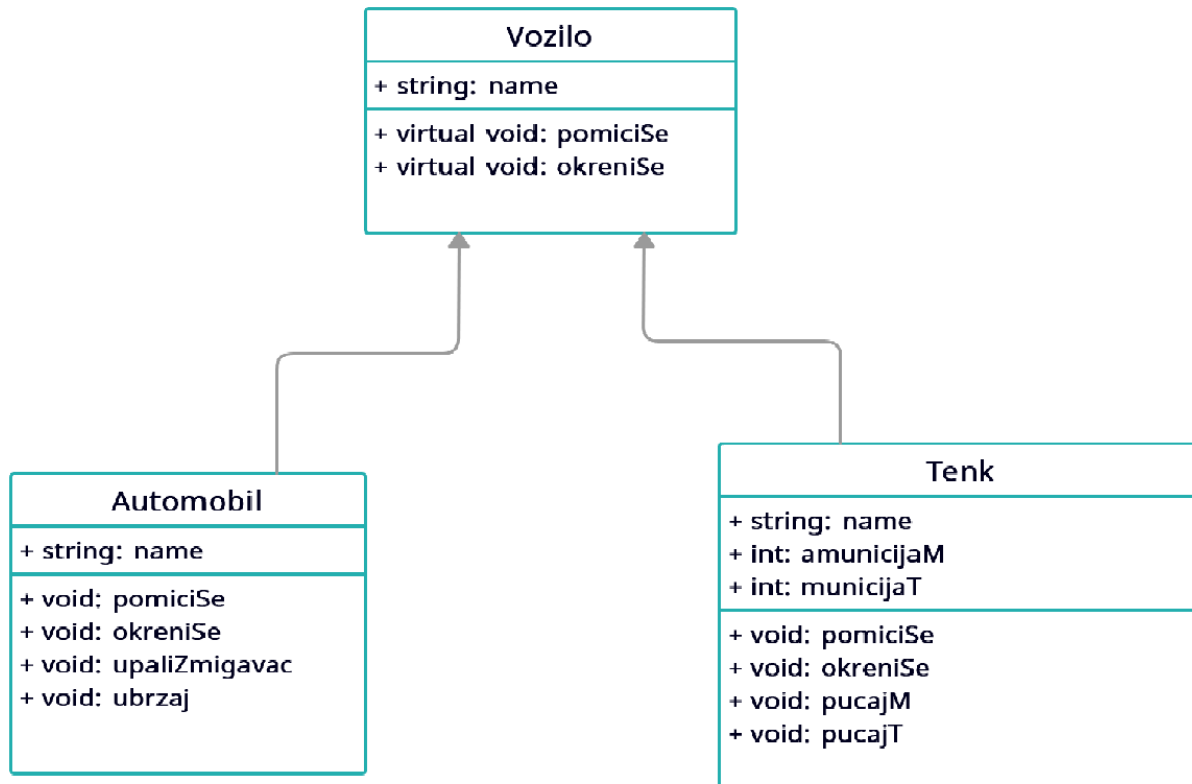 Vozilo
+ string: name
+ virtual void: pomiciSe
+ virtual void: okreniSe
Automobil
+ string: name
+ void: pomiciSe
+ void: okreniSe
+ void: upaliZmigavac
+ void: ubrzaj
Tenk
+ string: name
+ int: amunicijaM
+ int: municijaT
+ void: pomiciSe
+ void: okreniSe
+ void: pucajM
+ void: pucajT